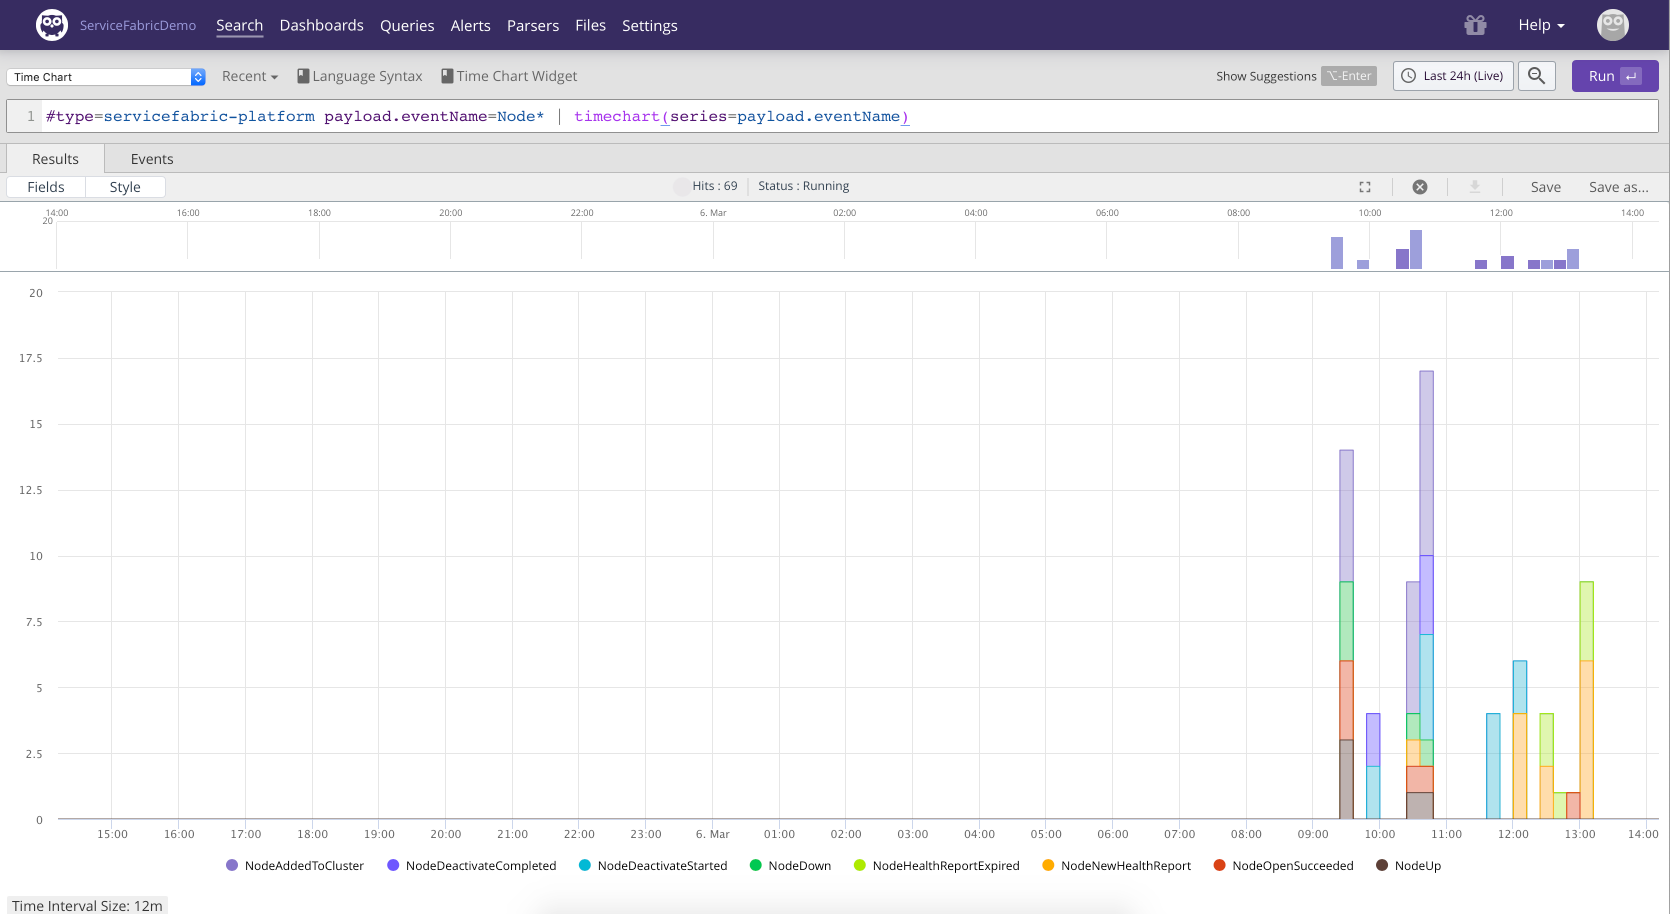 ServiceFabricDemo Search Dashboards Queries Alerts Parsers Files Settings Help
Time Chart Recent Language Syntax Time Chart Widget Show Suggestions ⌥-Enter Last 24h (Live) Run ↵
1 #type=servicefabric-platform payload.eventName=Node* | timechart(series=payload.eventName)
Results Events
Fields Style Hits : 69 Status : Running Save Save as...
14:00 16:00 18:00 20:00 22:00 6. Mar 02:00 04:00 06:00 08:00 10:00 12:00 14:00
20
20
17.5
15
12.5
10
7.5
5
2.5
0
15:00 16:00 17:00 18:00 19:00 20:00 21:00 22:00 23:00 6. Mar 01:00 02:00 03:00 04:00 05:00 06:00 07:00 08:00 09:00 10:00 11:00 12:00 13:00 14:00
NodeAddedToCluster NodeDeactivateCompleted NodeDeactivateStarted NodeDown NodeHealthReportExpired NodeNewHealthReport NodeOpenSucceeded NodeUp
Time Interval Size: 12m